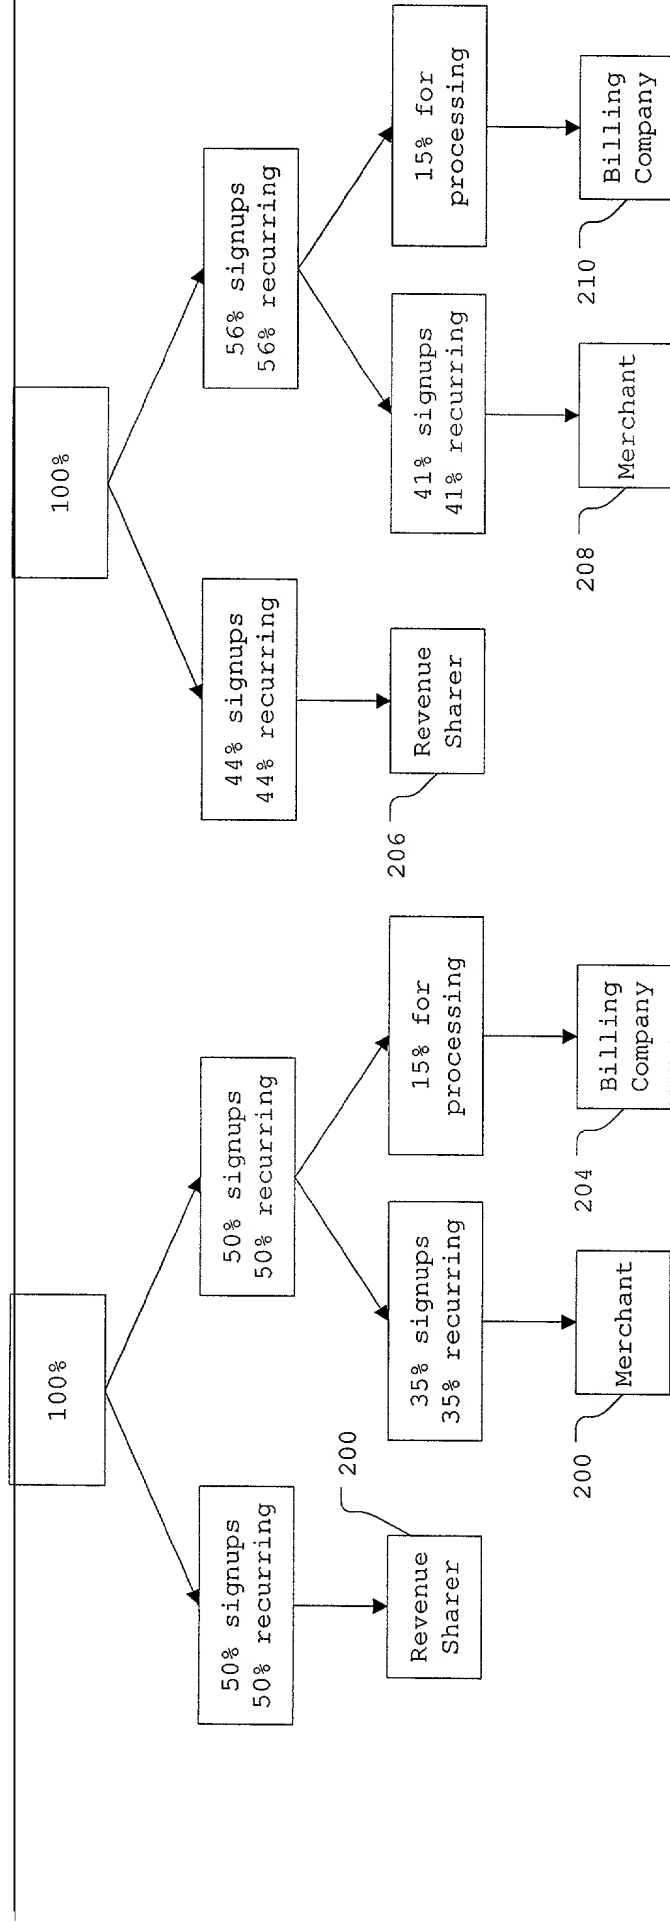 100%
50% signups
50% recurring
50% signups
50% recurring
Revenue
Sharer
200
35% signups
35% recurring
15% for
processing
Merchant
200
Billing
Company
204
100%
44% signups
44% recurring
56% signups
56% recurring
Revenue
Sharer
206
41% signups
41% recurring
15% for
processing
Merchant
208
Billing
Company
210